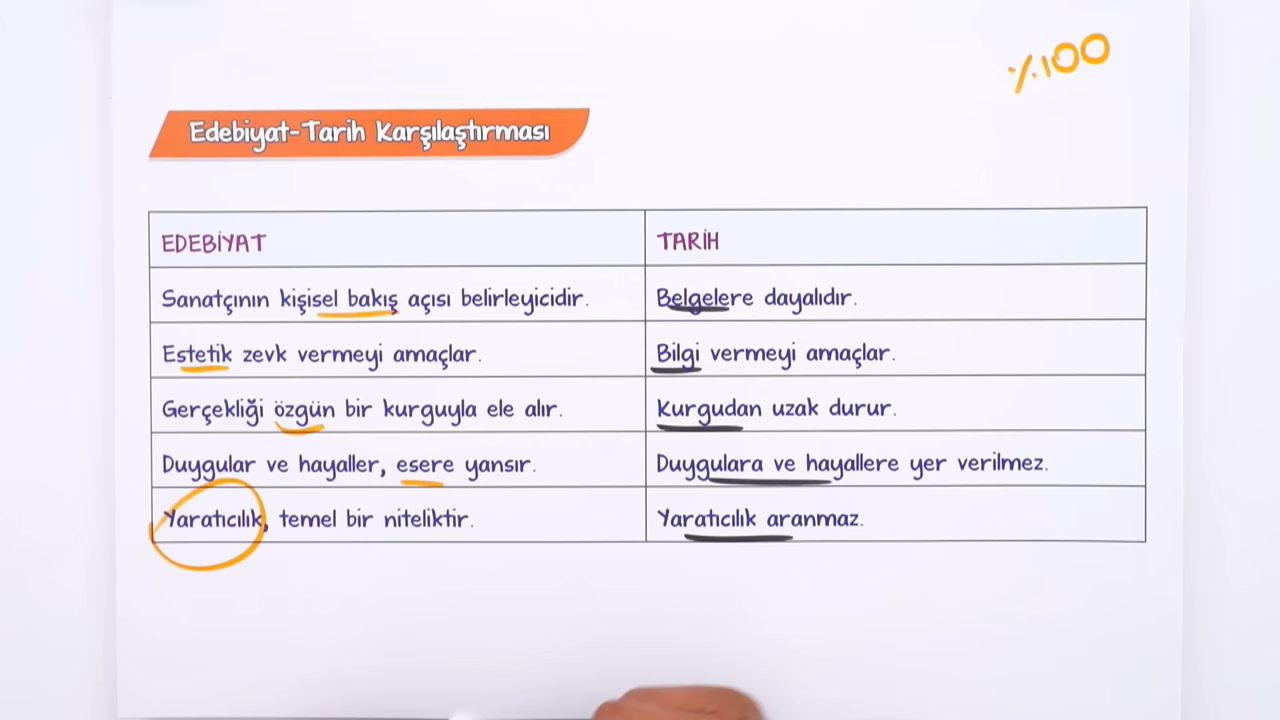 %100
Edebiyat-Tarih Karşılaştırması
EDEBİYAT
TARİH
Sanatçının kişisel bakış açısı belirleyicidir.
Belgelere dayalıdır.
Estetik zevk vermeyi amaçlar.
Bilgi vermeyi amaçlar.
Gerçekliği özgün bir kurguyla ele alır.
Kurgudan uzak durur.
Duygular ve hayaller, esere yansır.
Duygulara ve hayallere yer verilmez.
Yaratıcılık, temel bir niteliktir.
Yaratıcılık aranmaz.